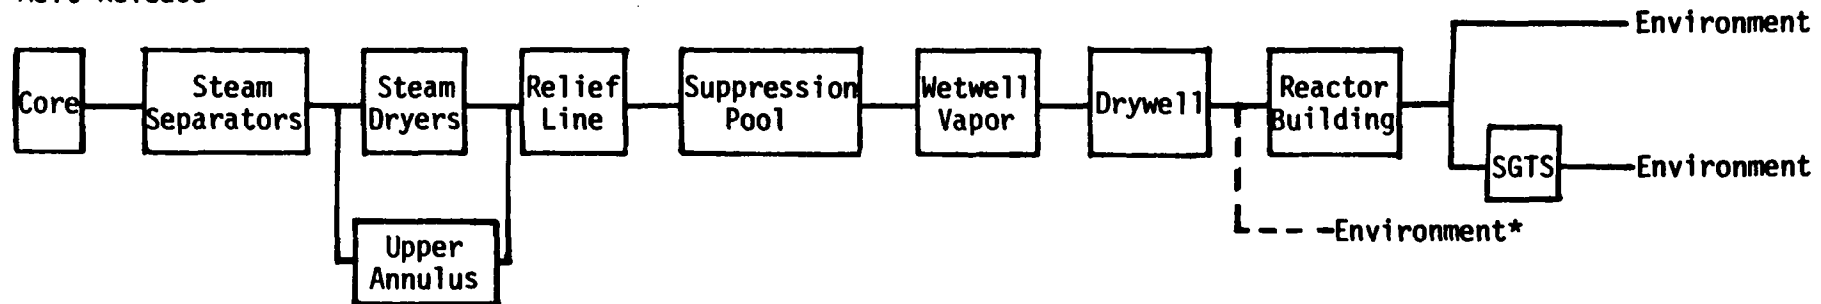 Environment
Core
Steam
Separators
Steam
Dryers
Relief
Line
Suppression
Pool
Wetwell
Vapor
Drywell
Reactor
Building
SGTS
Environment
Environment*
Upper
Annulus